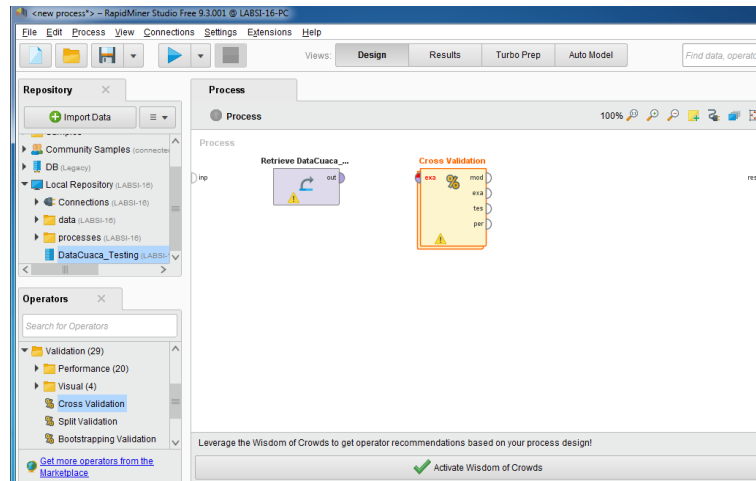 <new process*> – RapidMiner Studio Free 9.3.001 @ LABSI-16-PC
File Edit Process View Connections Settings Extensions Help
Views: Design Results Turbo Prep Auto Model Find data, operato
Repository
Import Data
Community Samples (connecte
DB (Legacy)
Local Repository (LABSI-16)
Connections (LABSI-16)
data (LABSI-16)
processes (LABSI-16)
DataCuaca_Testing (LABSI-
Operators
Search for Operators
Validation (29)
Performance (20)
Visual (4)
Cross Validation
Split Validation
Bootstrapping Validation
Get more operators from the
Marketplace
Process
Process 100%
Process
inp
Retrieve DataCuaca_...
out
Cross Validation
exa mod
exa
tes
per
res
Leverage the Wisdom of Crowds to get operator recommendations based on your process design!
Activate Wisdom of Crowds